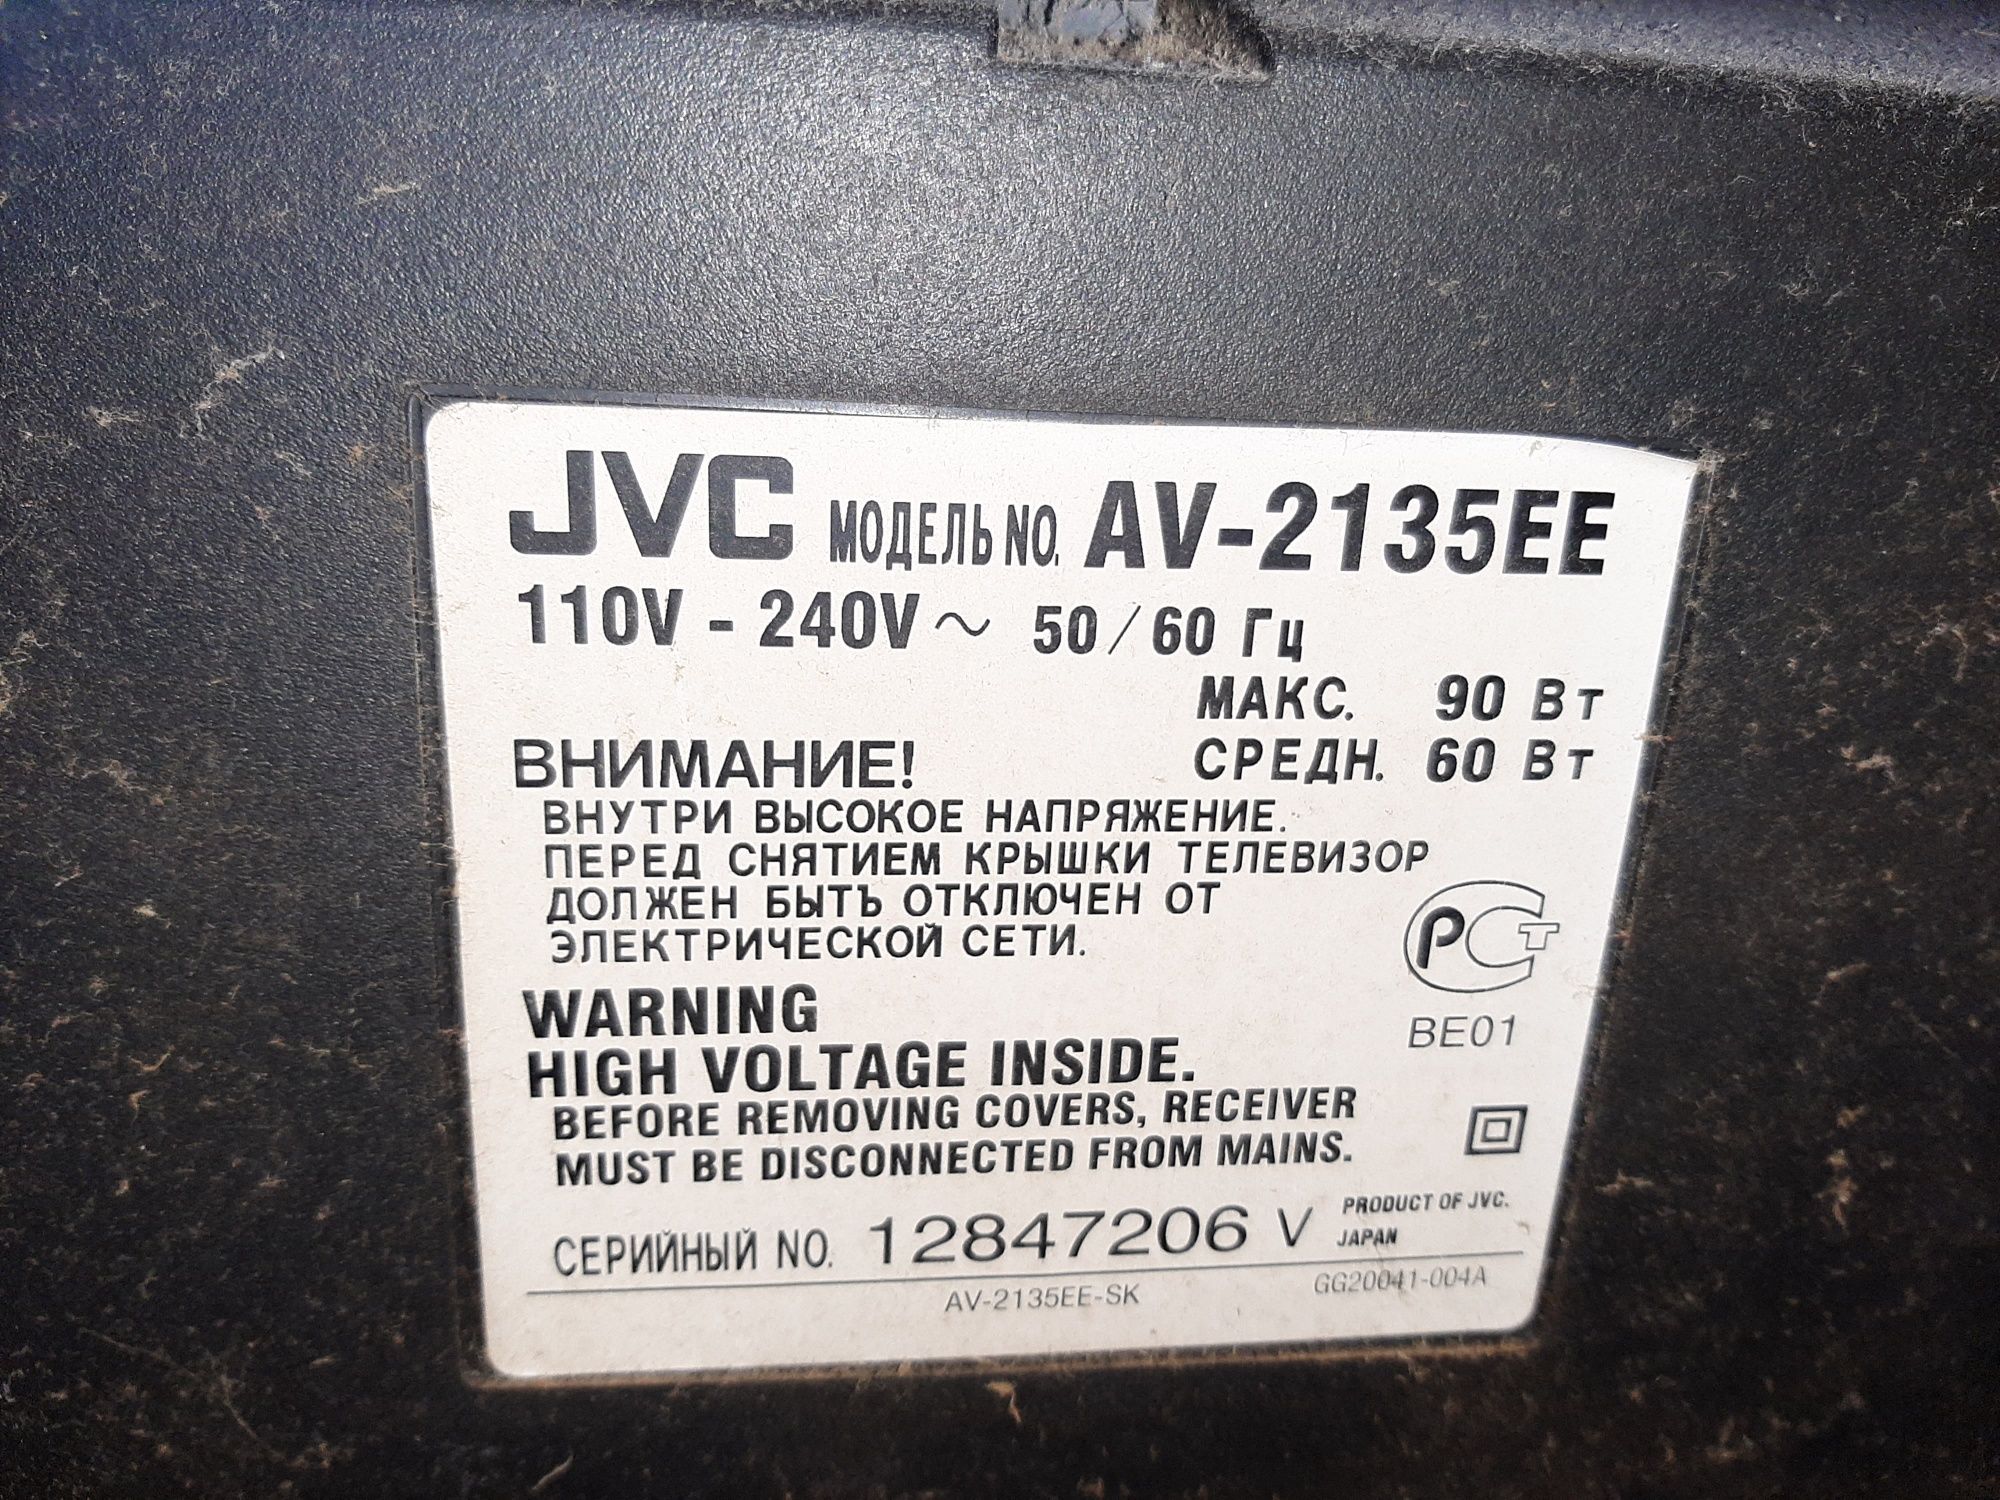 JVC МОДЕЛЬ NO. AV-2135EE
110V - 240V ~ 50 / 60 Гц
МАКС. 90 Вт
СРЕДН. 60 Вт
ВНИМАНИЕ!
ВНУТРИ ВЫСОКОЕ НАПРЯЖЕНИЕ.
ПЕРЕД СНЯТИЕМ КРЫШКИ ТЕЛЕВИЗОР
ДОЛЖЕН БЫТЪ ОТКЛЮЧЕН ОТ
ЭЛЕКТРИЧЕСКОЙ СЕТИ.
РСТ
BE01
WARNING
HIGH VOLTAGE INSIDE.
BEFORE REMOVING COVERS, RECEIVER
MUST BE DISCONNECTED FROM MAINS.
СЕРИЙНЫЙ NO. 12847206 V
PRODUCT OF JVC.
JAPAN
AV-2135EE-SK
GG20041-004A